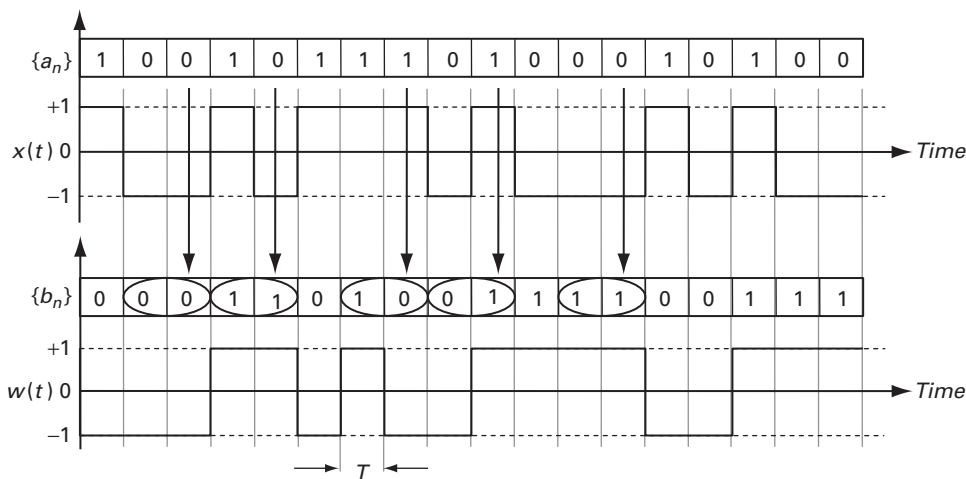 {aₙ} 1 0 0 1 0 1 1 1 0 1 0 0 0 1 0 1 0 0
+1
x(t) 0 Time
−1
{bₙ} 0 0 0 1 1 0 1 0 0 1 1 1 1 0 0 1 1 1
+1
w(t) 0 Time
−1
T